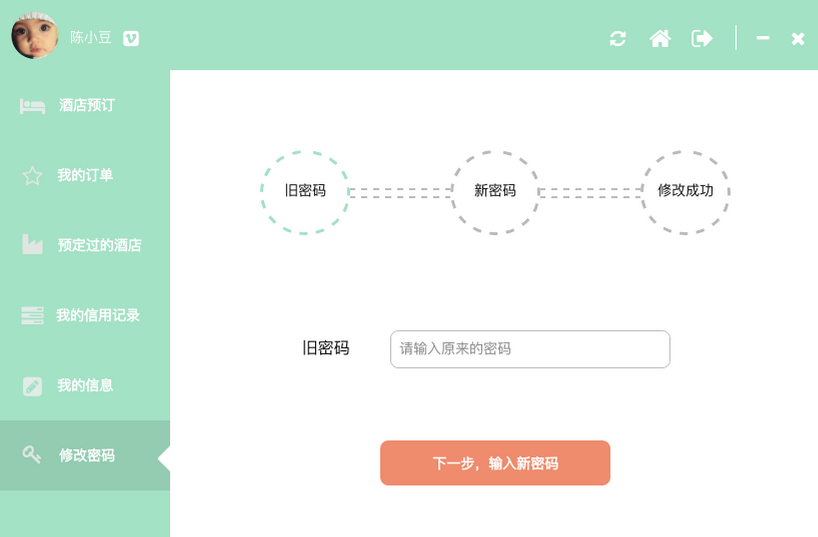 陈小豆
酒店预订
我的订单
预定过的酒店
我的信用记录
我的信息
修改密码
旧密码
新密码
修改成功
旧密码
请输入原来的密码
下一步，输入新密码